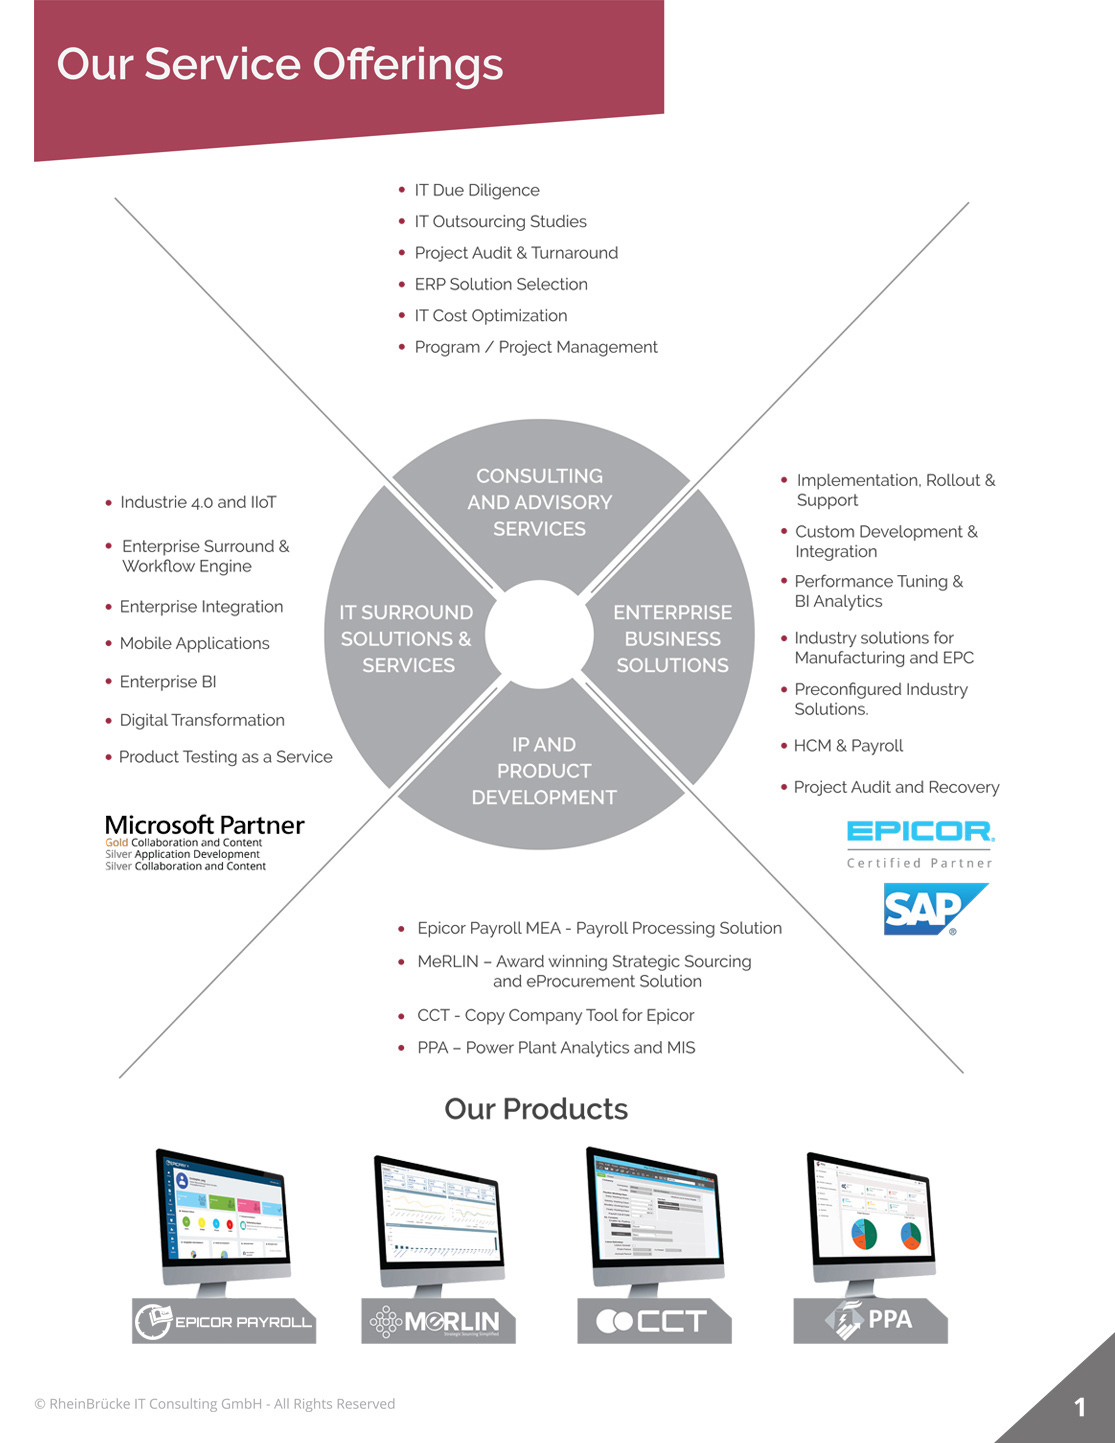 Our Service Offerings
• IT Due Diligence
• IT Outsourcing Studies
• Project Audit & Turnaround
• ERP Solution Selection
• IT Cost Optimization
• Program / Project Management
CONSULTING
AND ADVISORY
SERVICES
• Industrie 4.0 and IIoT
• Enterprise Surround &
Workflow Engine
• Enterprise Integration
• Mobile Applications
• Enterprise BI
• Digital Transformation
• Product Testing as a Service
Microsoft Partner
Gold Collaboration and Content
Silver Application Development
Silver Collaboration and Content
IT SURROUND
SOLUTIONS &
SERVICES
ENTERPRISE
BUSINESS
SOLUTIONS
• Implementation, Rollout &
Support
• Custom Development &
Integration
• Performance Tuning &
BI Analytics
• Industry solutions for
Manufacturing and EPC
• Preconfigured Industry
Solutions.
• HCM & Payroll
• Project Audit and Recovery
EPICOR.
Certified Partner
SAP®
IP AND
PRODUCT
DEVELOPMENT
• Epicor Payroll MEA - Payroll Processing Solution
• MeRLIN – Award winning Strategic Sourcing
and eProcurement Solution
• CCT - Copy Company Tool for Epicor
• PPA – Power Plant Analytics and MIS
Our Products
EPICOR PAYROLL
MeRLIN
Strategic Sourcing Simplified
CCT
PPA
© RheinBrücke IT Consulting GmbH - All Rights Reserved
1